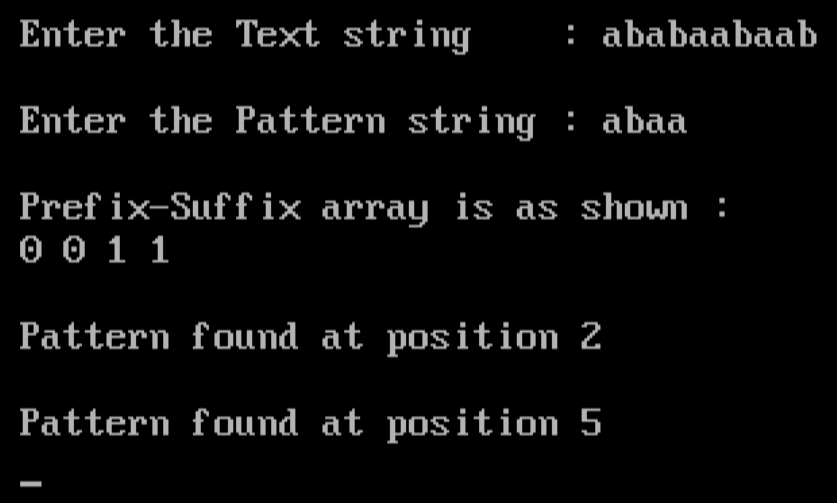 Enter the Text string : ababaabaab
Enter the Pattern string : abaa
Prefix-Suffix array is as shown :
0 0 1 1
Pattern found at position 2
Pattern found at position 5
_